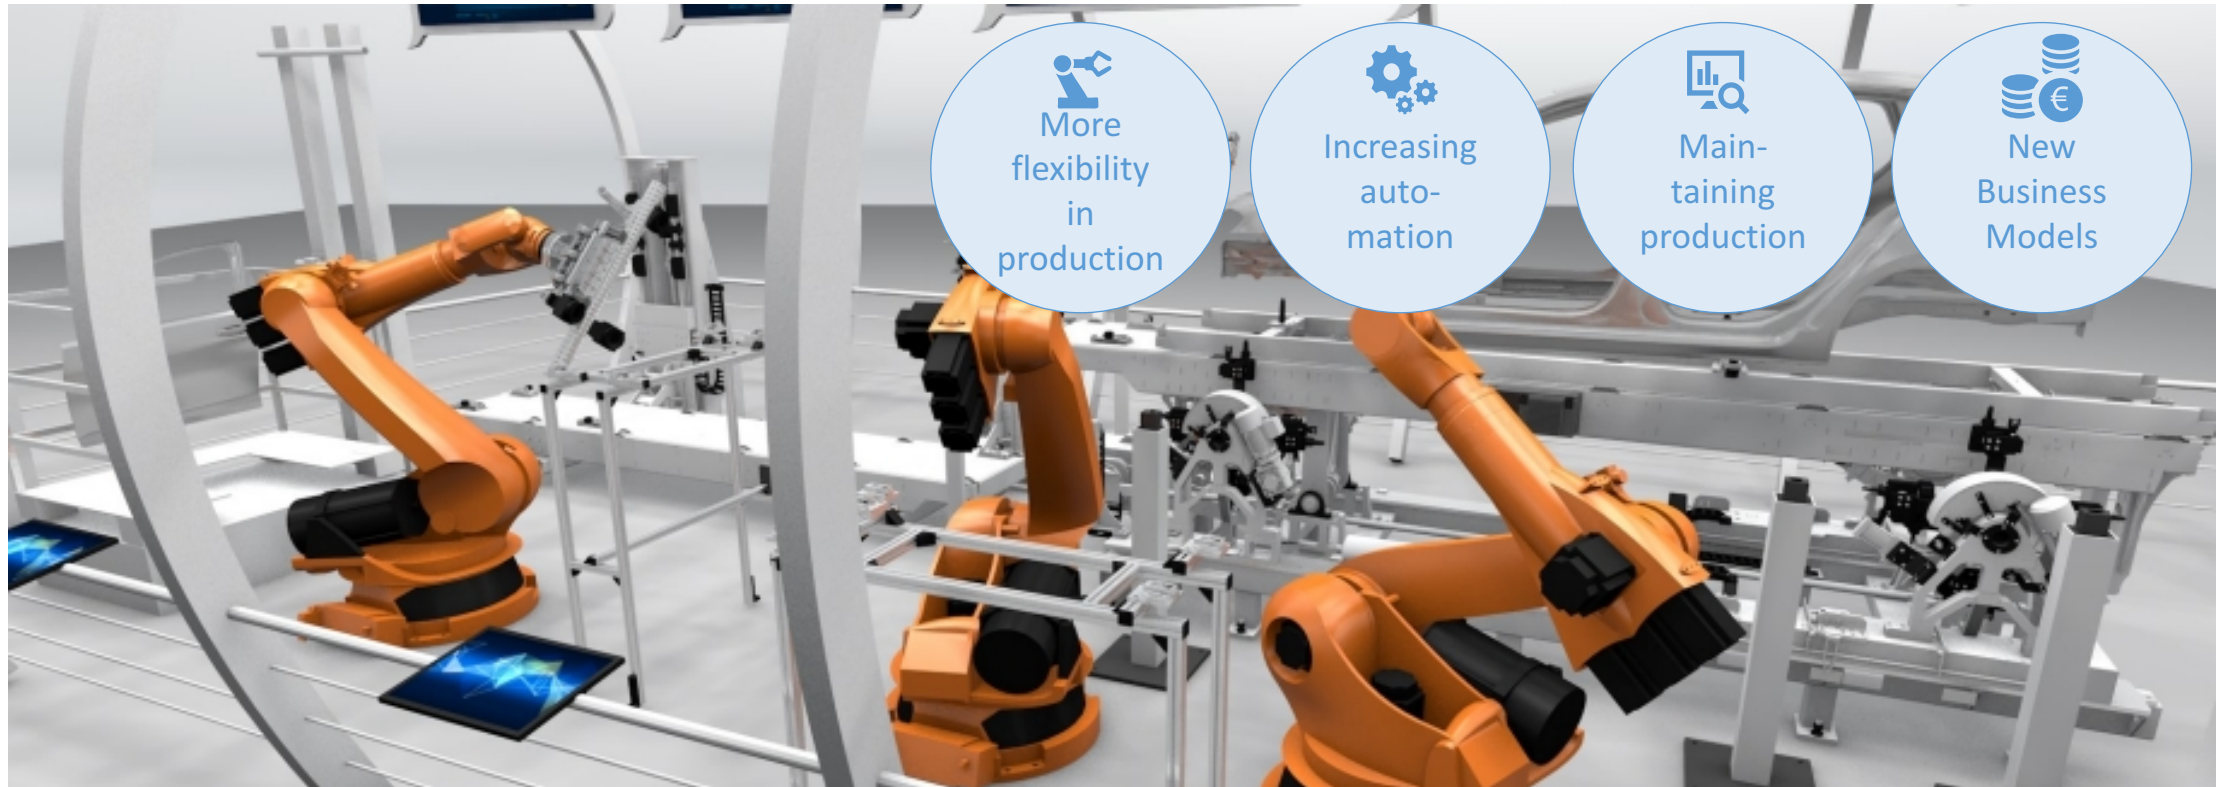 More
flexibility
in
production
Increasing
auto-
mation
Main-
taining
production
New
Business
Models